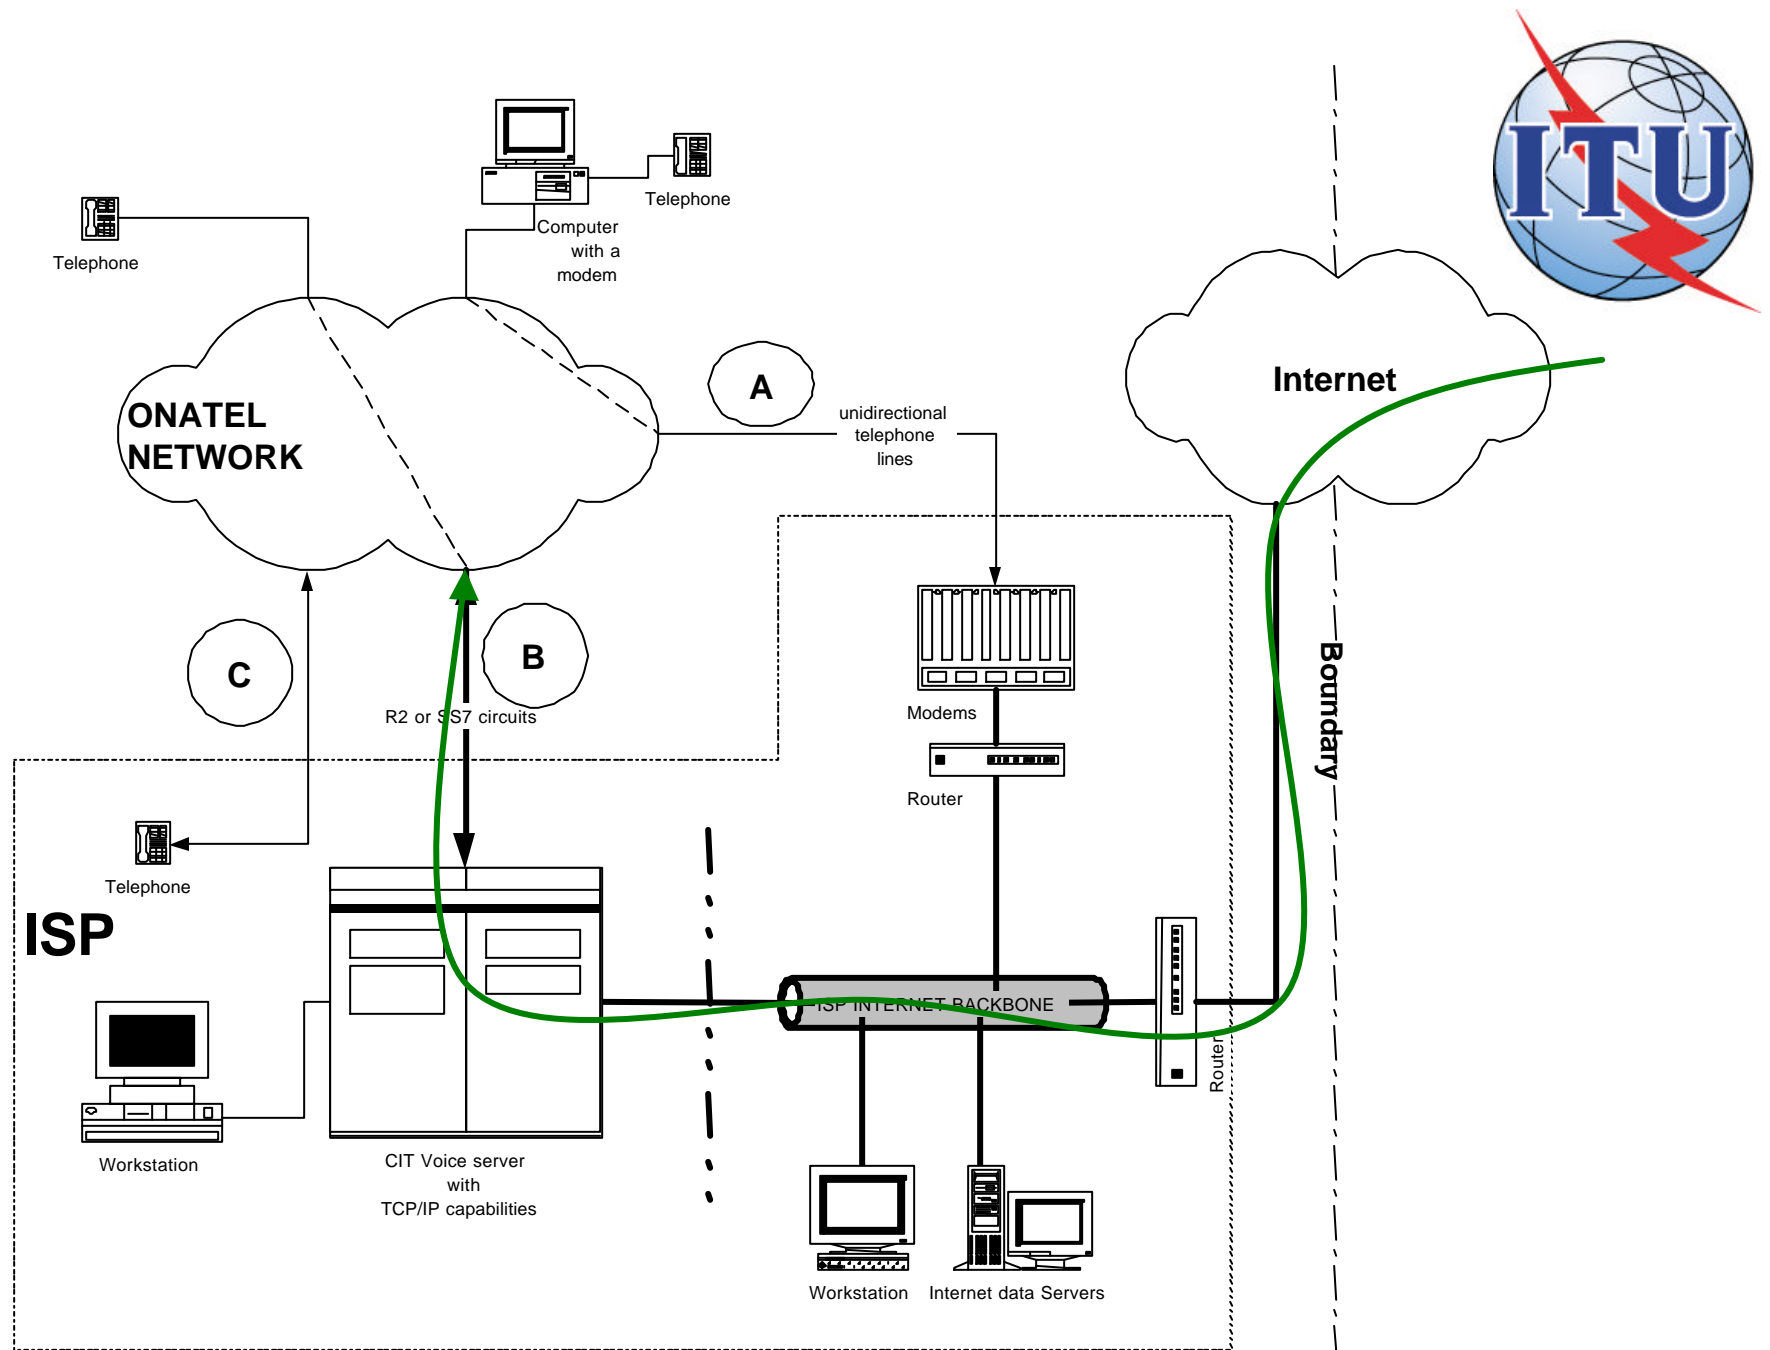 ITU
Telephone
Computer
with a
modem
Telephone
ONATEL
NETWORK
A
unidirectional
telephone
lines
Internet
C
B
R2 or SS7 circuits
Modems
Router
Boundary
Telephone
ISP
ISP INTERNET BACKBONE
Router
Workstation
CIT Voice server
with
TCP/IP capabilities
Workstation
Internet data Servers